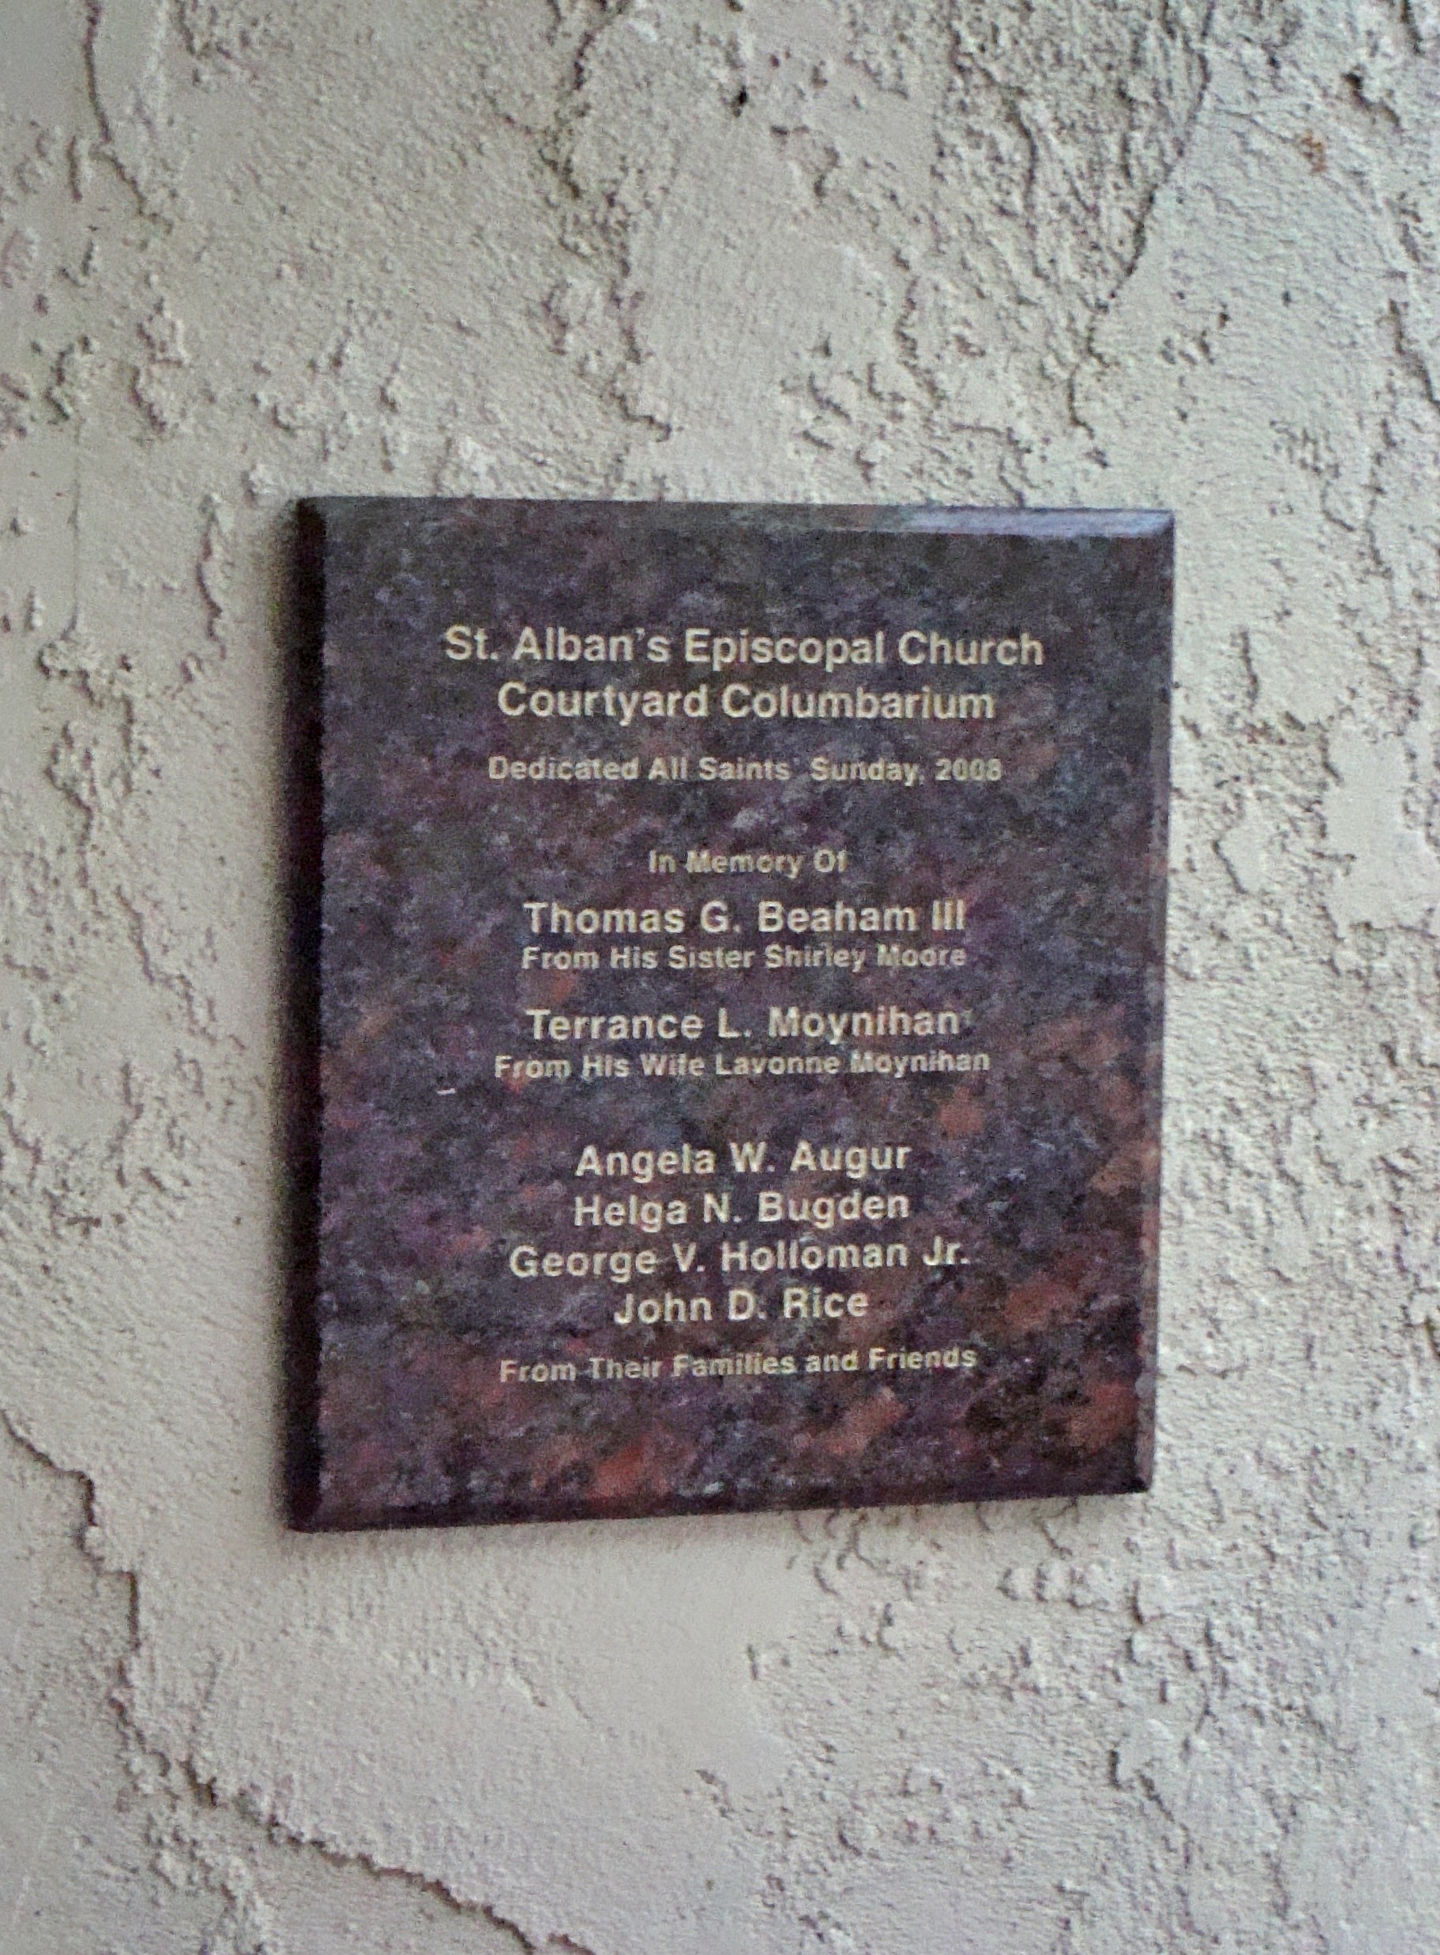 St. Alban's Episcopal Church
Courtyard Columbarium
Dedicated All Saints' Sunday, 2008
In Memory Of
Thomas G. Beaham III
From His Sister Shirley Moore
Terrance L. Moynihan
From His Wife Lavonne Moynihan
Angela W. Augur
Helga N. Bugden
George V. Holloman Jr.
John D. Rice
From Their Families and Friends